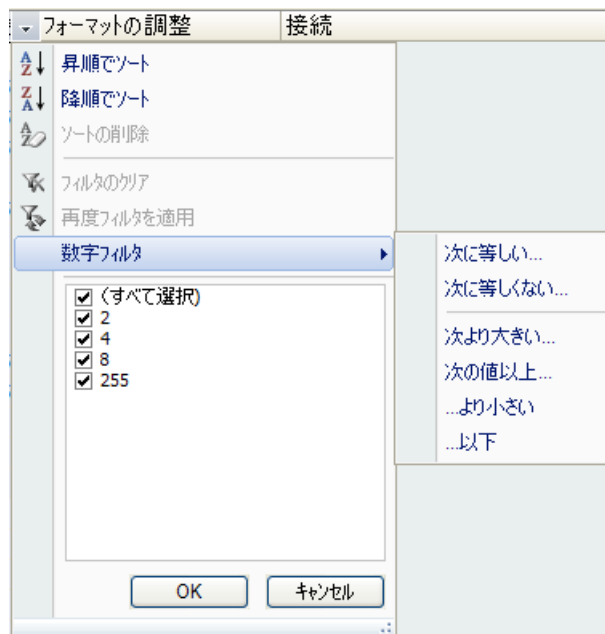 フォーマットの調整
接続
昇順でソート
降順でソート
ソートの削除
フィルタのクリア
再度フィルタを適用
数字フィルタ
次に等しい...
次に等しくない...
次より大きい...
次の値以上...
...より小さい
...以下
(すべて選択)
2
4
8
255
OK
キャンセル